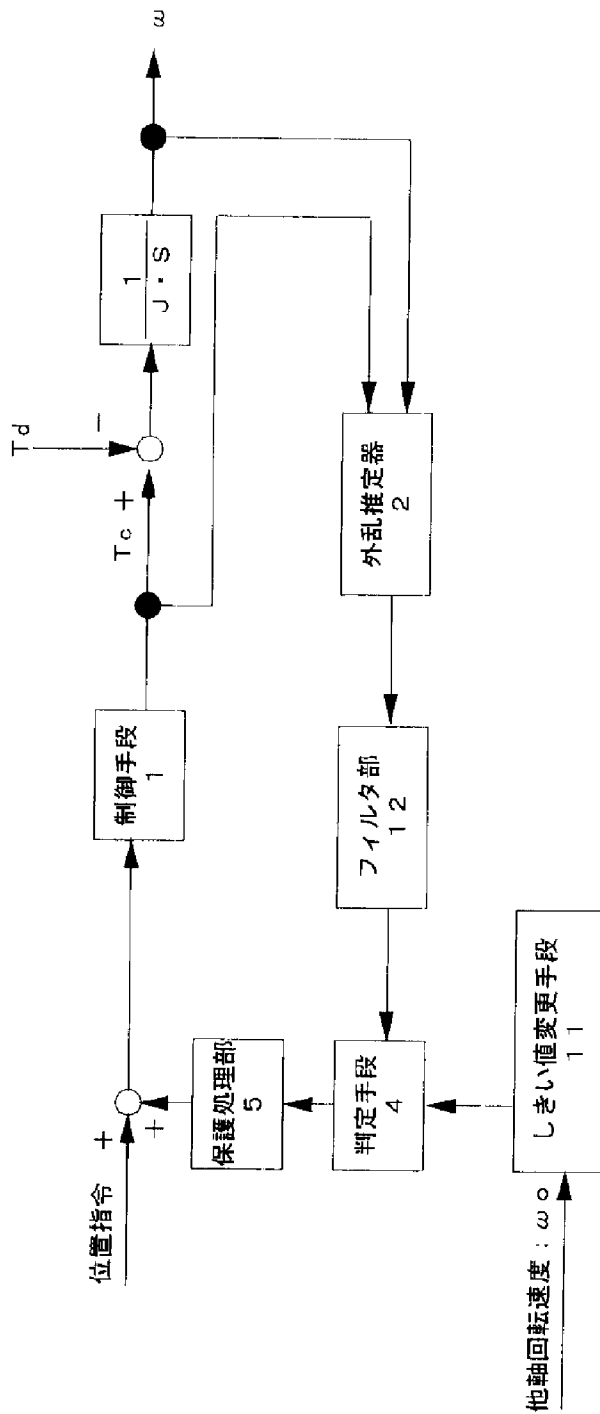 位置指令
+
+
制御手段
1
Tc
+
Td
−
1
J・S
ω
保護処理部
5
判定手段
4
フィルタ部
12
外乱推定器
2
しきい値変更手段
11
他軸回転速度：ωo